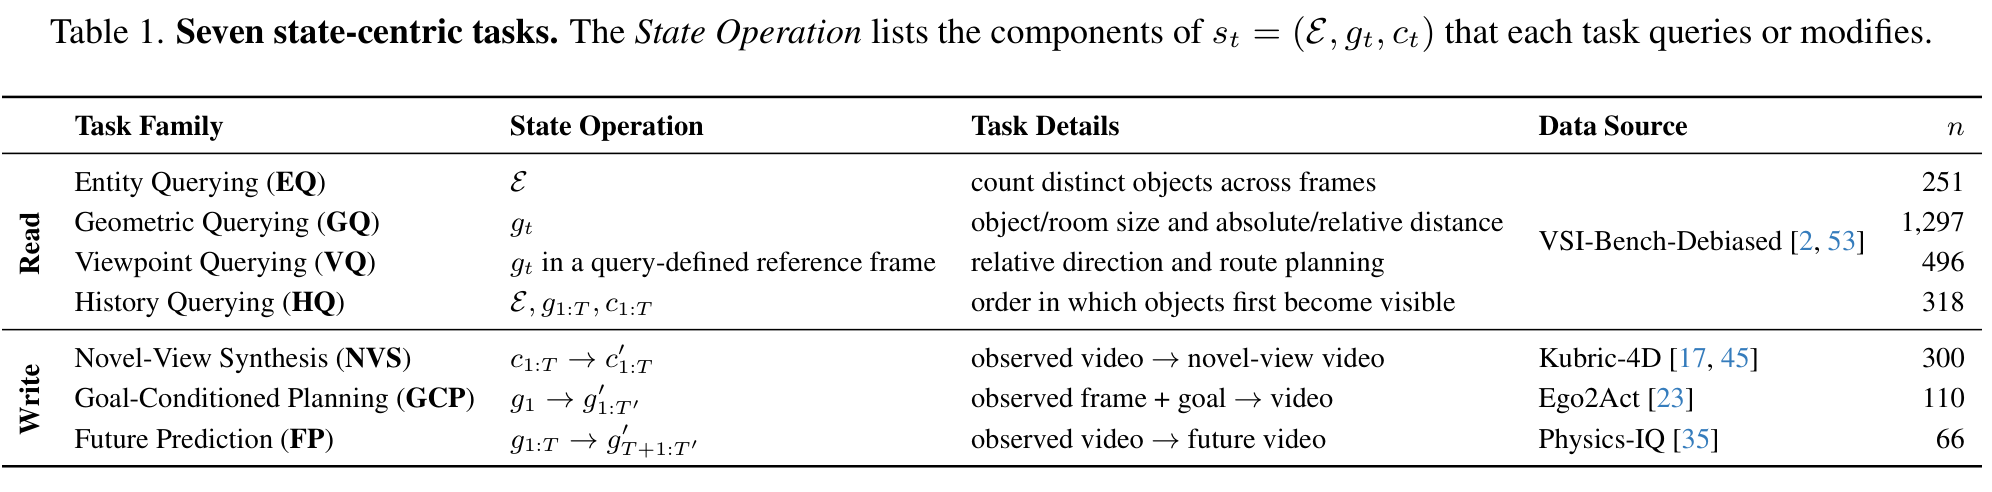 Table 1. Seven state-centric tasks. The State Operation lists the components of s_t = (ℰ, g_t, c_t) that each task queries or modifies.
Task Family State Operation Task Details Data Source n
Read
Entity Querying (EQ) ℰ count distinct objects across frames 251
Geometric Querying (GQ) g_t object/room size and absolute/relative distance 1,297
VSI-Bench-Debiased [2, 53]
Viewpoint Querying (VQ) g_t in a query-defined reference frame relative direction and route planning 496
History Querying (HQ) ℰ, g_{1:T}, c_{1:T} order in which objects first become visible 318
Write
Novel-View Synthesis (NVS) c_{1:T} → c′_{1:T} observed video → novel-view video Kubric-4D [17, 45] 300
Goal-Conditioned Planning (GCP) g_1 → g′_{1:T′} observed frame + goal → video Ego2Act [23] 110
Future Prediction (FP) g_{1:T} → g′_{T+1:T′} observed video → future video Physics-IQ [35] 66